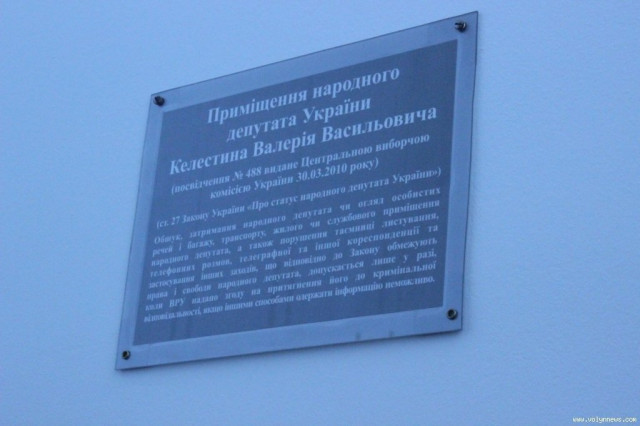 Приміщення народного
депутата України
Келестина Валерія Васильовича
(посвідчення № 488 видане Центральною виборчою
комісією України 30.03.2010 року)
(ст. 27 Закону України «Про статус народного депутата України»)
Обшук, затримання народного депутата чи огляд особистих
речей і багажу, транспорту, жилого чи службового приміщення
народного депутата, а також порушення таємниці листування,
телефонних розмов, телеграфної та іншої кореспонденції та
застосування інших заходів, що відповідно до Закону обмежують
права і свободи народного депутата, допускається лише у разі,
коли ВРУ надано згоду на притягнення його до кримінальної
відповідальності, якщо іншими способами одержати інформацію неможливо.
www.volynnews.com